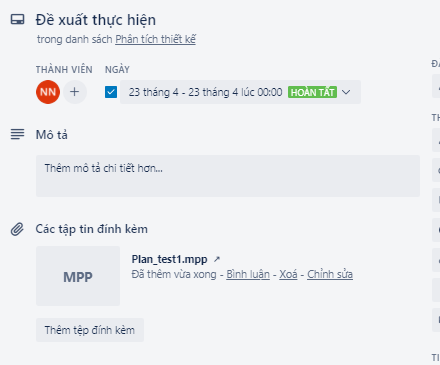 Đề xuất thực hiện
trong danh sách Phân tích thiết kế
THÀNH VIÊN NGÀY
NN + 23 tháng 4 - 23 tháng 4 lúc 00:00 HOÀN TẤT
Mô tả
Thêm mô tả chi tiết hơn...
Các tập tin đính kèm
MPP
Plan_test1.mpp ↗
Đã thêm vừa xong - Bình luận - Xoá - Chỉnh sửa
Thêm tệp đính kèm